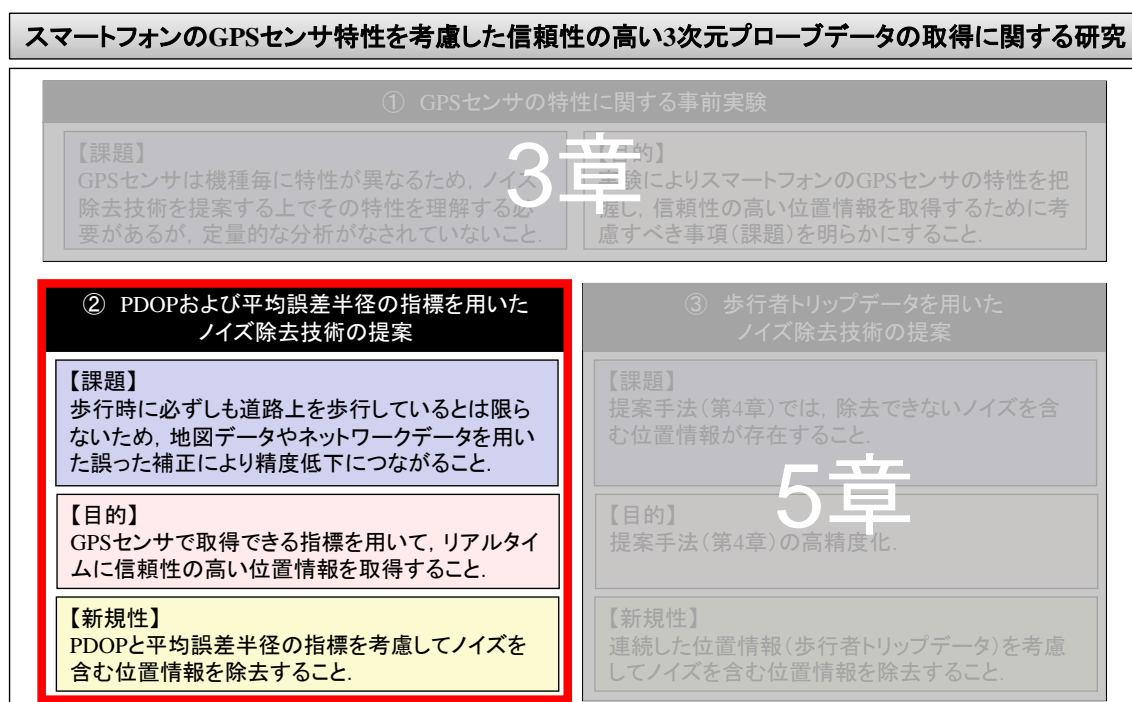 スマートフォンのGPSセンサ特性を考慮した信頼性の高い3次元プローブデータの取得に関する研究
① GPSセンサの特性に関する事前実験
【課題】
GPSセンサは機種毎に特性が異なるため，ノイズ
除去技術を提案する上でその特性を理解する必
要があるが，定量的な分析がなされていないこと．
【目的】
実験によりスマートフォンのGPSセンサの特性を把
握し，信頼性の高い位置情報を取得するために考
慮すべき事項（課題）を明らかにすること．
3章
② PDOPおよび平均誤差半径の指標を用いた
ノイズ除去技術の提案
【課題】
歩行時に必ずしも道路上を歩行しているとは限ら
ないため，地図データやネットワークデータを用い
た誤った補正により精度低下につながること．
【目的】
GPSセンサで取得できる指標を用いて，リアルタイ
ムに信頼性の高い位置情報を取得すること．
【新規性】
PDOPと平均誤差半径の指標を考慮してノイズを
含む位置情報を除去すること．
③ 歩行者トリップデータを用いた
ノイズ除去技術の提案
【課題】
提案手法（第4章）では，除去できないノイズを含
む位置情報が存在すること．
【目的】
提案手法（第4章）の高精度化．
5章
【新規性】
連続した位置情報（歩行者トリップデータ）を考慮
してノイズを含む位置情報を除去すること．